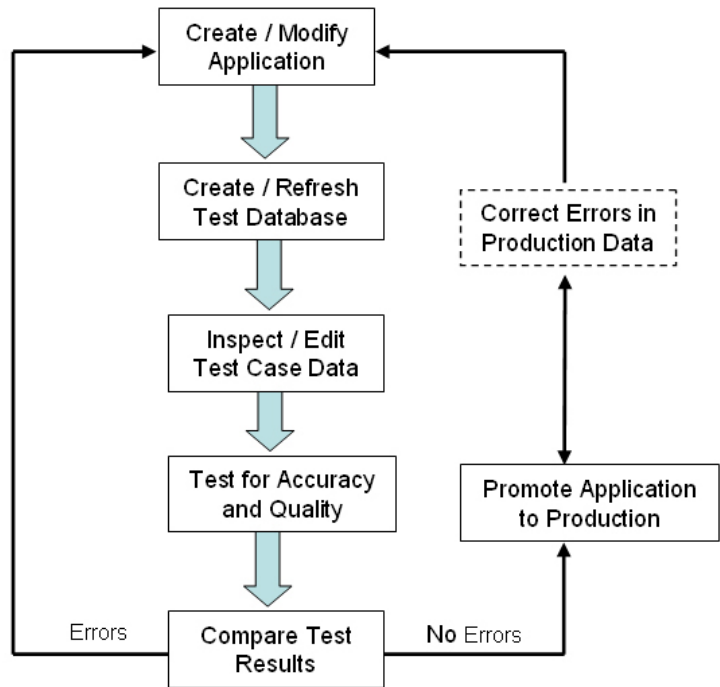 Create / Modify
Application
Create / Refresh
Test Database
Correct Errors in
Production Data
Inspect / Edit
Test Case Data
Test for Accuracy
and Quality
Promote Application
to Production
Errors
Compare Test
Results
No Errors